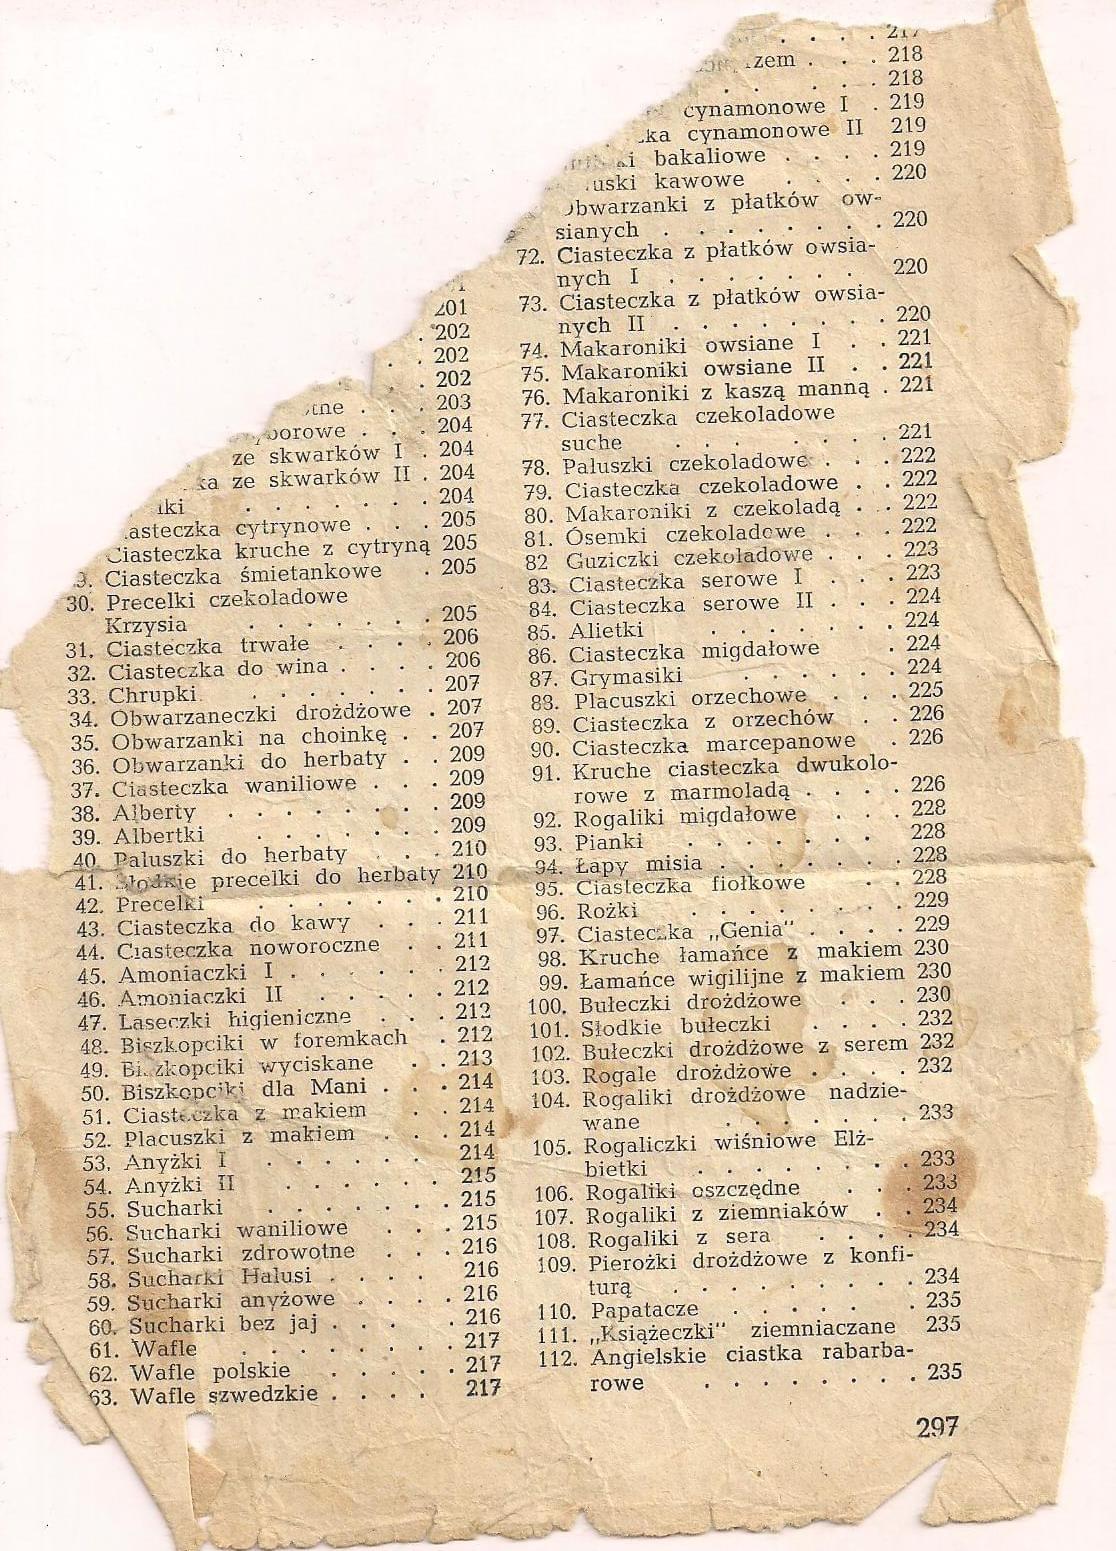 201
. 202
. . 202
. 202
. . . 203
. . . 204
ze skwarków I . 204
ze skwarków II . 204
. . . . . . . 204
cytrynowe . . . 205
Ciasteczka kruche z cytryną 205
Ciasteczka śmietankowe . 205
30. Precelki czekoladowe
Krzysia . . . . . . . 205
31. Ciasteczka trwałe . . . . 206
32. Ciasteczka do wina . . . . 206
33. Chrupki . . . . . . . 207
34. Obwarzaneczki drożdżowe . 207
35. Obwarzanki na choinkę . . 207
36. Obwarzanki do herbaty . . 209
37. Ciasteczka waniliowe . . . 209
38. Alberty . . . . . . . 209
39. Albertki . . . . . . 209
40. Paluszki do herbaty . . . 210
41. Słodkie precelki do herbaty 210
42. Precelki . . . . . . . 210
43. Ciasteczka do kawy . . . 211
44. Ciasteczka noworoczne . . 211
45. Amoniaczki I . . . . . 212
46. Amoniaczki II . . . . . 212
47. Laseczki higieniczne . . . 212
48. Biszkopciki w foremkach . 212
49. Biszkopciki wyciskane . . 213
50. Biszkopciki dla Mani . . . 214
51. Ciasteczka z makiem . . 214
52. Placuszki z makiem . . . 214
53. Anyżki I . . . . . . 214
54. Anyżki II . . . . . . 215
55. Sucharki . . . . . . . 215
56. Sucharki waniliowe . . . 215
57. Sucharki zdrowotne . . . 216
58. Sucharki Halusi . . . . 216
59. Sucharki anyżowe . . . . 216
60. Sucharki bez jaj . . . . 216
61. Wafle . . . . . . . . 217
62. Wafle polskie . . . . . 217
63. Wafle szwedzkie . . . . 217
. . . . 217
. . . 218
. . . . 218
cynamonowe I . 219
cynamonowe II 219
bakaliowe . . . . 219
kawowe . . . . 220
Obwarzanki z płatków ow-
sianych . . . . . . . . 220
72. Ciasteczka z płatków owsia-
nych I . . . . . . . 220
73. Ciasteczka z płatków owsia-
nych II . . . . . . . . 220
74. Makaroniki owsiane I . . 221
75. Makaroniki owsiane II . . 221
76. Makaroniki z kaszą manną . 221
77. Ciasteczka czekoladowe
suche . . . . . . . 221
78. Paluszki czekoladowe . . . 222
79. Ciasteczka czekoladowe . . 222
80. Makaroniki z czekoladą . . 222
81. Ósemki czekoladowe . . . 222
82 Guziczki czekoladowe . . . 223
83. Ciasteczka serowe I . . . 223
84. Ciasteczka serowe II . . . 224
85. Alietki . . . . . . . 224
86. Ciasteczka migdałowe . 224
87. Grymasiki . . . . . . 224
88. Placuszki orzechowe . . . 225
89. Ciasteczka z orzechów . . 226
90. Ciasteczka marcepanowe . 226
91. Kruche ciasteczka dwukolo-
rowe z marmoladą . . . . 226
92. Rogaliki migdałowe . . . 228
93. Pianki . . . . . . . . 228
94. Łapy misia . . . . . . . 228
95. Ciasteczka fiołkowe . . 228
96. Rożki . . . . . . . . 229
97. Ciasteczka „Genia" . . . . 229
98. Kruche łamańce z makiem 230
99. Łamańce wigilijne z makiem 230
100. Bułeczki drożdżowe . . . 230
101. Słodkie bułeczki . . . . 232
102. Bułeczki drożdżowe z serem 232
103. Rogale drożdżowe . . . . 232
104. Rogaliki drożdżowe nadzie-
wane . . . . . . . 233
105. Rogaliczki wiśniowe Elż-
bietki . . . . . . . . 233
106. Rogaliki oszczędne . . . 233
107. Rogaliki z ziemniaków . . 234
108. Rogaliki z sera . . . . 234
109. Pierożki drożdżowe z konfi-
turą . . . . . . . . 234
110. Papatacze . . . . . . 235
111. „Książeczki" ziemniaczane 235
112. Angielskie ciastka rabarba-
rowe . . . . . . . . 235
297